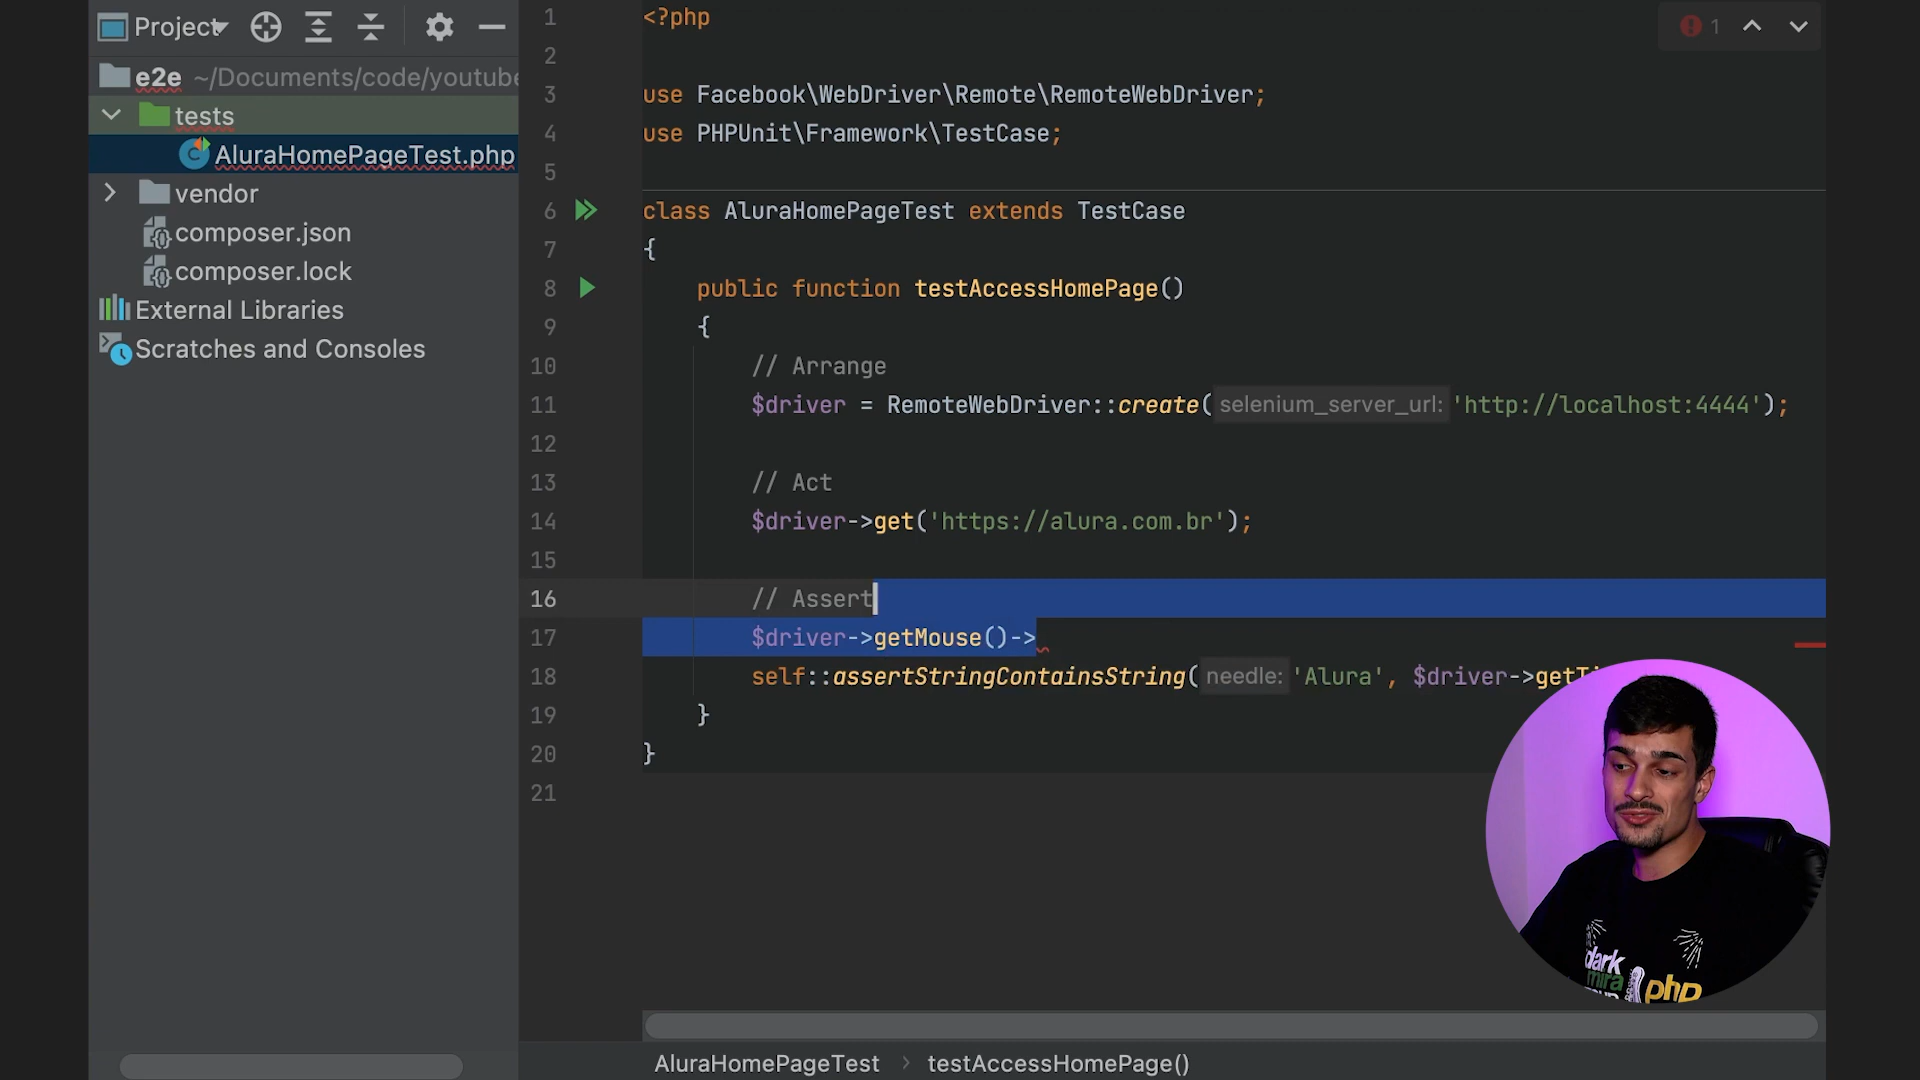 Project
e2e ~/Documents/code/youtube
tests
AluraHomePageTest.php
vendor
composer.json
composer.lock
External Libraries
Scratches and Consoles
1
1 <?php
2
3 use Facebook\WebDriver\Remote\RemoteWebDriver;
4 use PHPUnit\Framework\TestCase;
5
6 class AluraHomePageTest extends TestCase
7 {
8 public function testAccessHomePage()
9 {
10 // Arrange
11 $driver = RemoteWebDriver::create( selenium_server_url: 'http://localhost:4444');
12
13 // Act
14 $driver->get('https://alura.com.br');
15
16 // Assert
17 $driver->getMouse()->
18 self::assertStringContainsString( needle: 'Alura', $driver->getTi
19 }
20 }
21
dark
mira
php
AluraHomePageTest > testAccessHomePage()